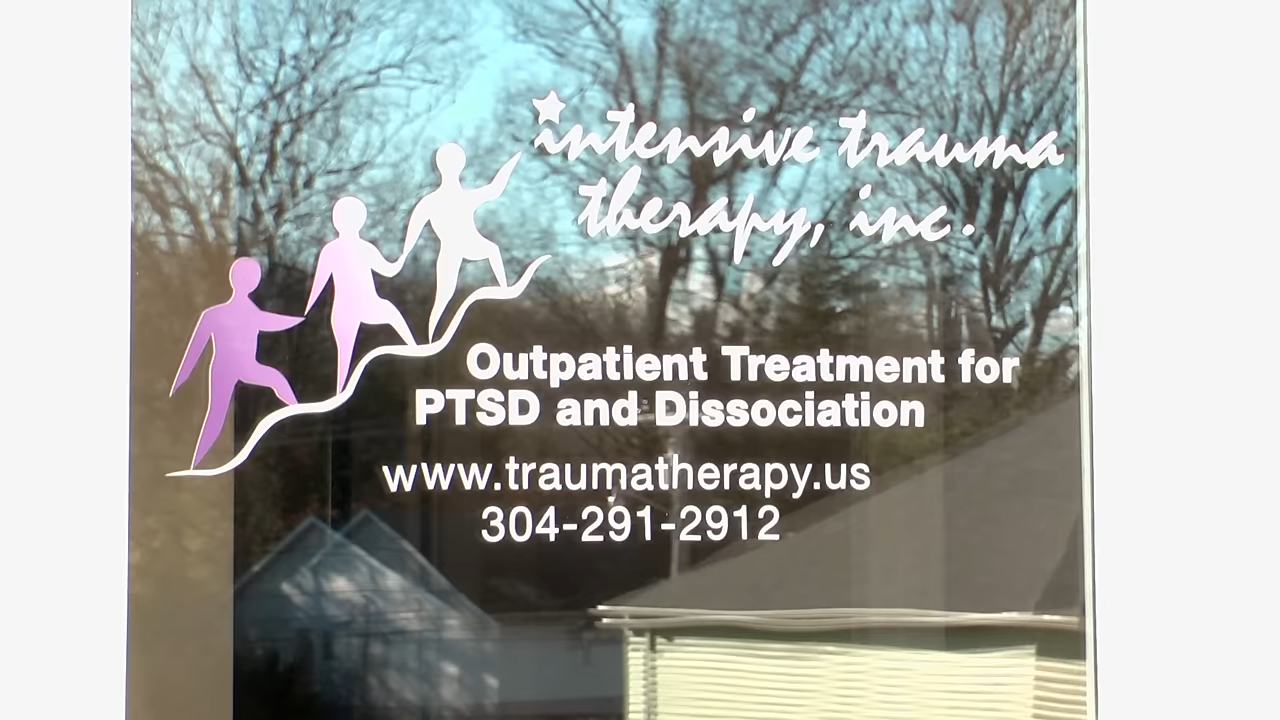 intensive trauma
therapy, inc.
Outpatient Treatment for
PTSD and Dissociation
www.traumatherapy.us
304-291-2912